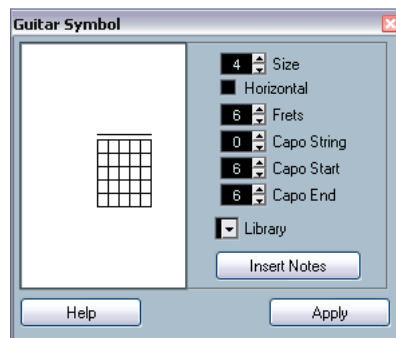 Guitar Symbol
4 Size
Horizontal
6 Frets
0 Capo String
6 Capo Start
6 Capo End
Library
Insert Notes
Help Apply